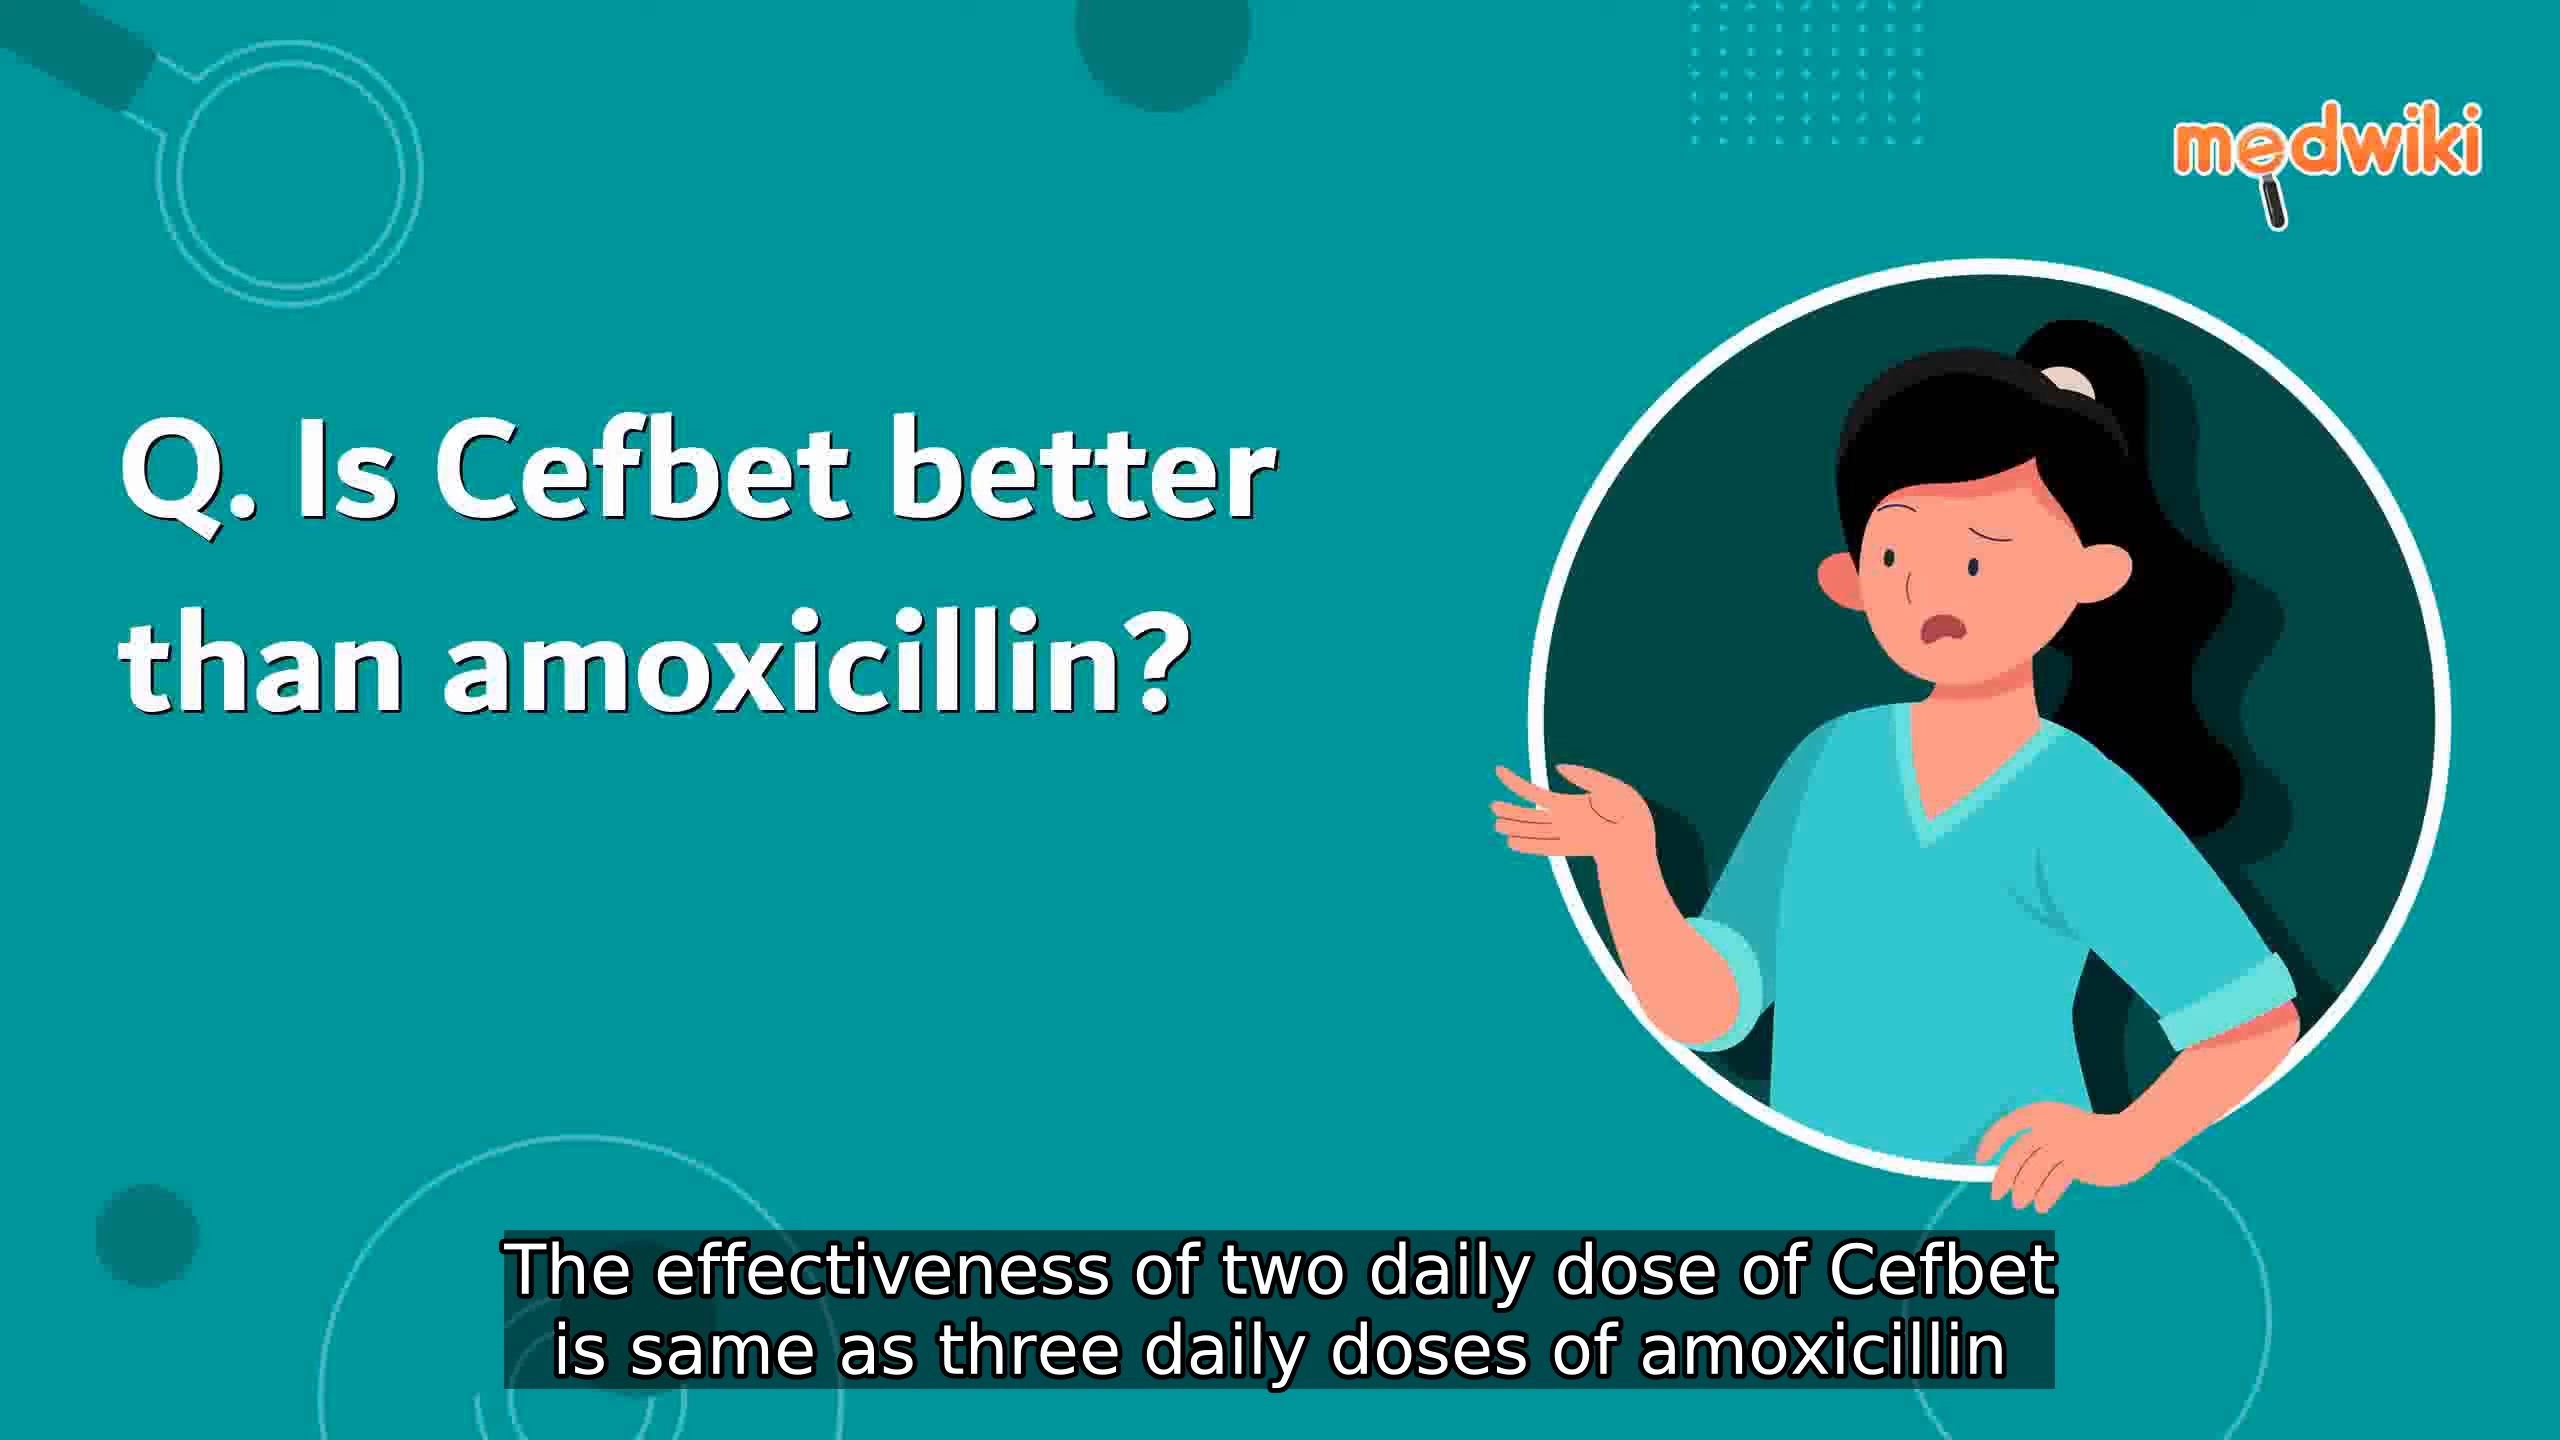 medwiki
Q. Is Cefbet better
than amoxicillin?
The effectiveness of two daily dose of Cefbet
is same as three daily doses of amoxicillin